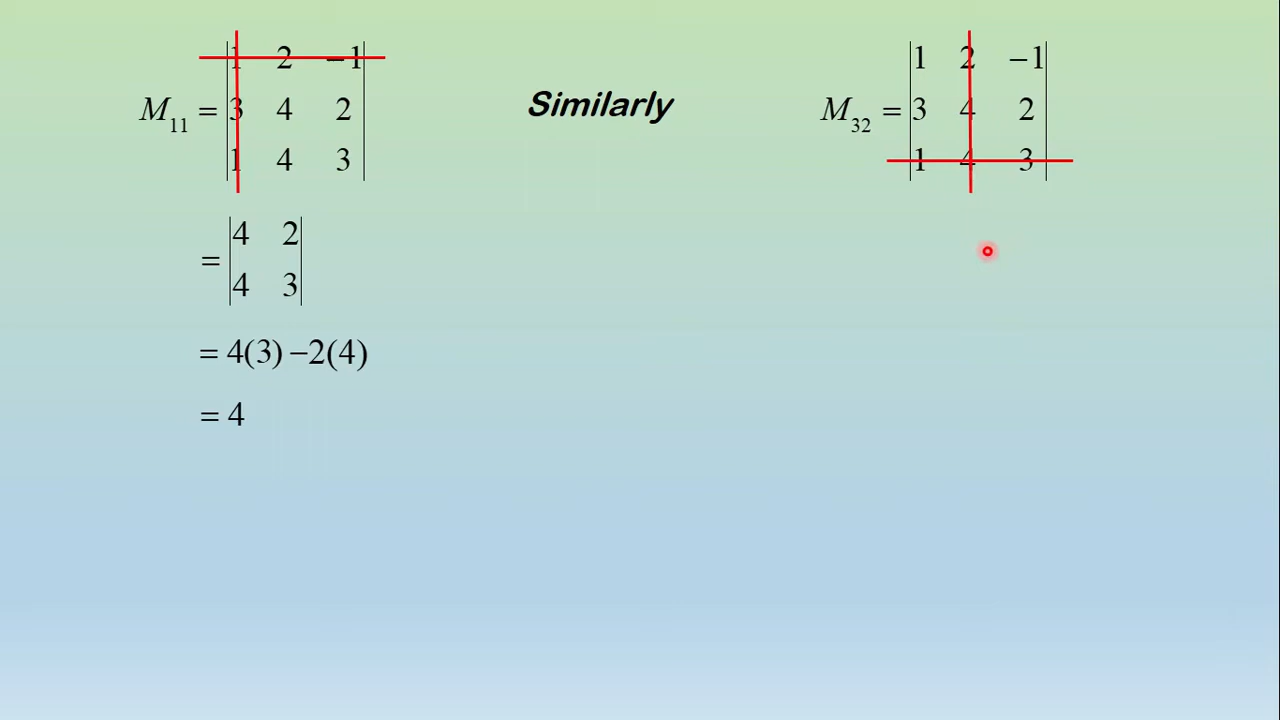 M₁₁ = |1 2 −1|
|3 4 2|
|1 4 3|
= |4 2|
|4 3|
= 4(3) −2(4)
= 4
Similarly
M₃₂ = |1 2 −1|
|3 4 2|
|1 4 3|